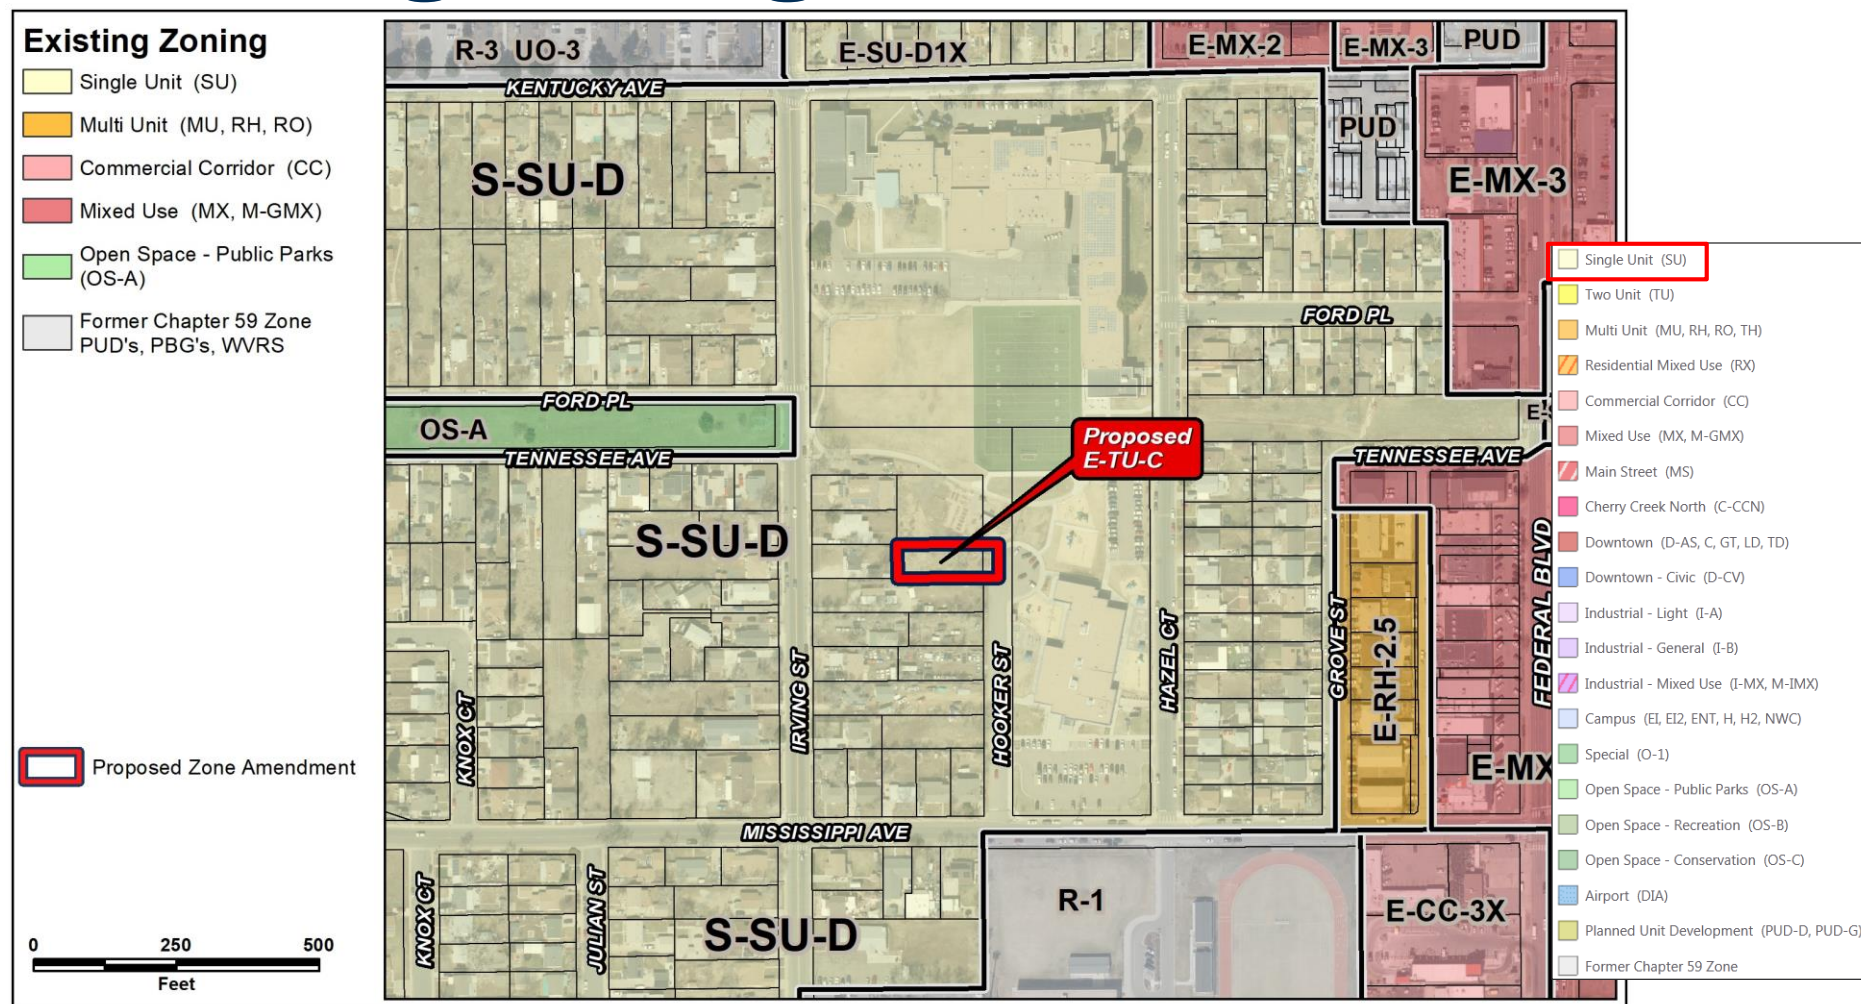 Existing Zoning
Single Unit (SU)
Multi Unit (MU, RH, RO)
Commercial Corridor (CC)
Mixed Use (MX, M-GMX)
Open Space - Public Parks
(OS-A)
Former Chapter 59 Zone
PUD's, PBG's, WVRS
Proposed Zone Amendment
0 250 500
Feet
R-3 UO-3
E-SU-D1X
E-MX-2
E-MX-3
PUD
KENTUCKY AVE
PUD
S-SU-D
E-MX-3
FORD PL
FORD PL
OS-A
TENNESSEE AVE
Proposed
E-TU-C
TENNESSEE AVE
S-SU-D
KNOX CT
IRVING ST
HOOKER ST
HAZEL CT
GROVE ST
E-RH-2.5
FEDERAL BLVD
E-MX
MISSISSIPPI AVE
KNOX CT
JULIAN ST
S-SU-D
R-1
E-CC-3X
Single Unit (SU)
Two Unit (TU)
Multi Unit (MU, RH, RO, TH)
Residential Mixed Use (RX)
Commercial Corridor (CC)
Mixed Use (MX, M-GMX)
Main Street (MS)
Cherry Creek North (C-CCN)
Downtown (D-AS, C, GT, LD, TD)
Downtown - Civic (D-CV)
Industrial - Light (I-A)
Industrial - General (I-B)
Industrial - Mixed Use (I-MX, M-IMX)
Campus (EI, EI2, ENT, H, H2, NWC)
Special (O-1)
Open Space - Public Parks (OS-A)
Open Space - Recreation (OS-B)
Open Space - Conservation (OS-C)
Airport (DIA)
Planned Unit Development (PUD-D, PUD-G)
Former Chapter 59 Zone